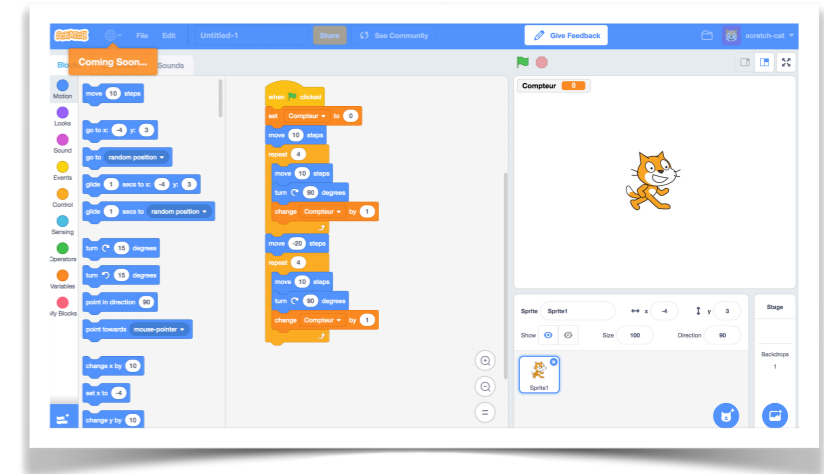 SCRATCH File Edit Untitled-1 Share See Community Give Feedback scratch-cat
Coming Soon...
Sounds
Motion
Looks
Sound
Events
Control
Sensing
Operators
Variables
My Blocks
move 10 steps
go to x: -4 y: 3
go to random position
glide 1 secs to x: -4 y: 3
glide 1 secs to random position
turn 15 degrees
turn 15 degrees
point in direction 90
point towards mouse-pointer
change x by 10
set x to -4
change y by 10
when clicked
set Compteur to 0
move 10 steps
repeat 4
move 10 steps
turn 90 degrees
change Compteur by 1
move -20 steps
repeat 4
move 10 steps
turn 90 degrees
change Compteur by 1
Compteur 8
Sprite Sprite1 x -4 y 3
Show Size 100 Direction 90
Sprite1
Stage
Backdrops
1